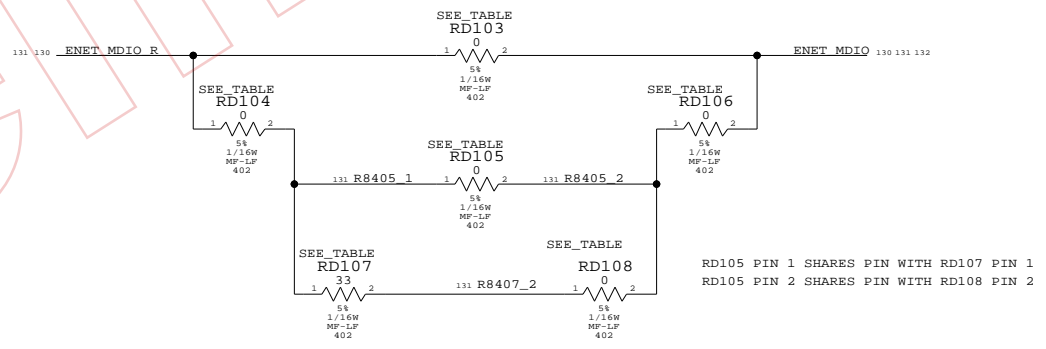 SEE_TABLE
RD103
131 130 ENET_MDIO_R 1 0 2 ENET_MDIO 130 131 132
5%
1/16W
MF-LF
402
SEE_TABLE
RD104
1 0 2
5%
1/16W
MF-LF
402
SEE_TABLE
RD106
1 0 2
5%
1/16W
MF-LF
402
SEE_TABLE
RD105
131 R8405_1 1 0 2 131 R8405_2
5%
1/16W
MF-LF
402
SEE_TABLE
RD107
33
1 2 131 R8407_2
5%
1/16W
MF-LF
402
SEE_TABLE
RD108
0
1 2
5%
1/16W
MF-LF
402
RD105 PIN 1 SHARES PIN WITH RD107 PIN 1
RD105 PIN 2 SHARES PIN WITH RD108 PIN 2